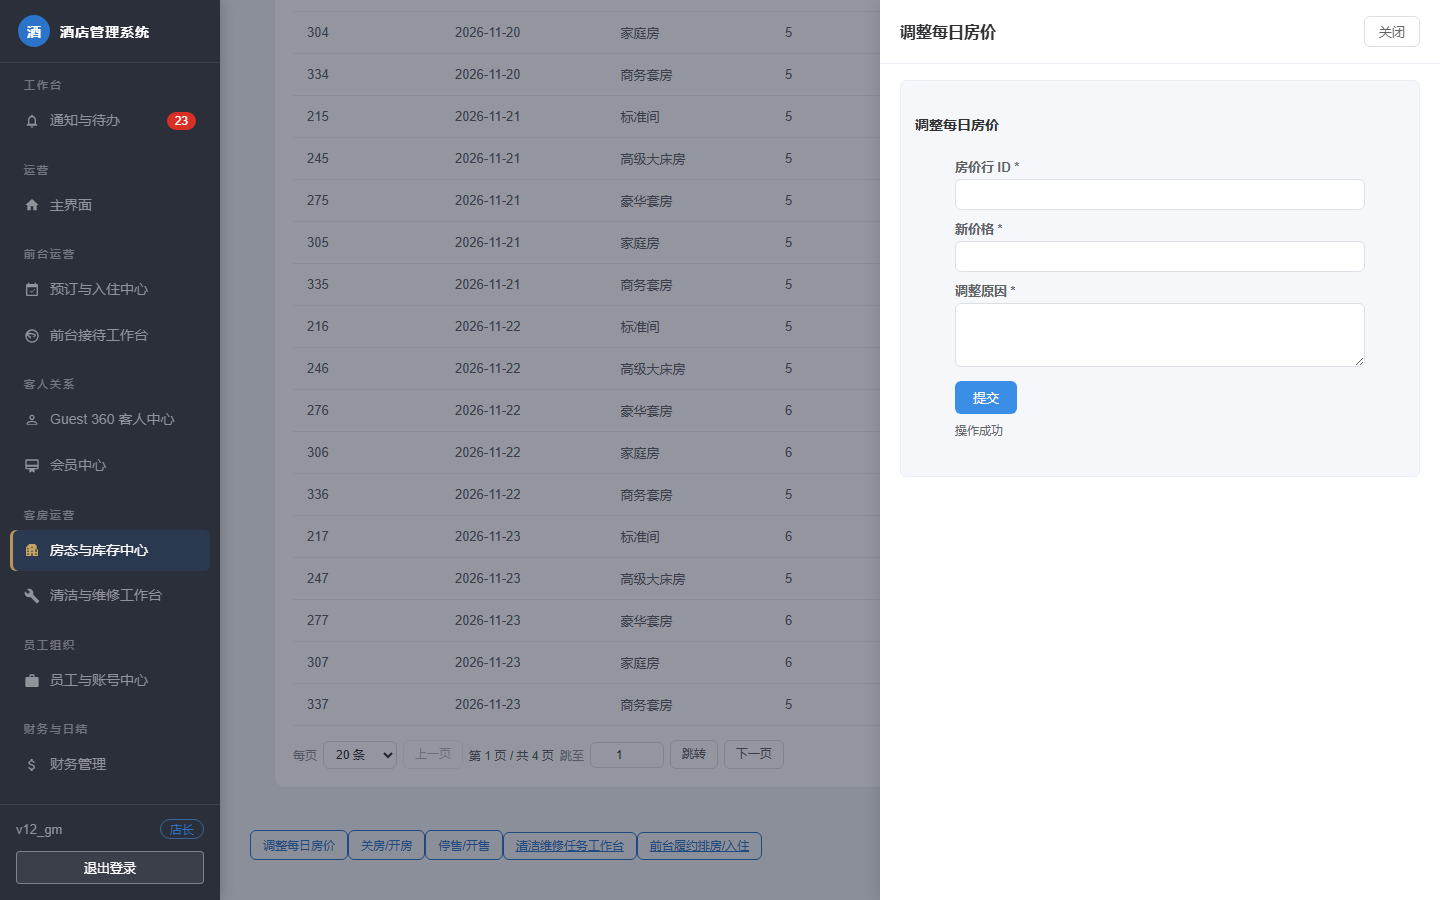 酒 酒店管理系统
工作台
通知与待办 23
运营
主界面
前台运营
预订与入住中心
前台接待工作台
客人关系
Guest 360 客人中心
会员中心
客房运营
房态与库存中心
清洁与维修工作台
员工组织
员工与账号中心
财务与日结
财务管理
v12_gm 店长
退出登录
304 2026-11-20 家庭房 5
334 2026-11-20 商务套房 5
215 2026-11-21 标准间 5
245 2026-11-21 高级大床房 5
275 2026-11-21 豪华套房 5
305 2026-11-21 家庭房 5
335 2026-11-21 商务套房 5
216 2026-11-22 标准间 5
246 2026-11-22 高级大床房 5
276 2026-11-22 豪华套房 6
306 2026-11-22 家庭房 6
336 2026-11-22 商务套房 5
217 2026-11-23 标准间 6
247 2026-11-23 高级大床房 5
277 2026-11-23 豪华套房 6
307 2026-11-23 家庭房 6
337 2026-11-23 商务套房 5
每页 20 条 上一页 第 1 页 / 共 4 页 跳至 1 跳转 下一页
调整每日房价 关房/开房 停售/开售 清洁维修任务工作台 前台履约排房/入住
调整每日房价 关闭
调整每日房价
房价行 ID *
新价格 *
调整原因 *
提交
操作成功